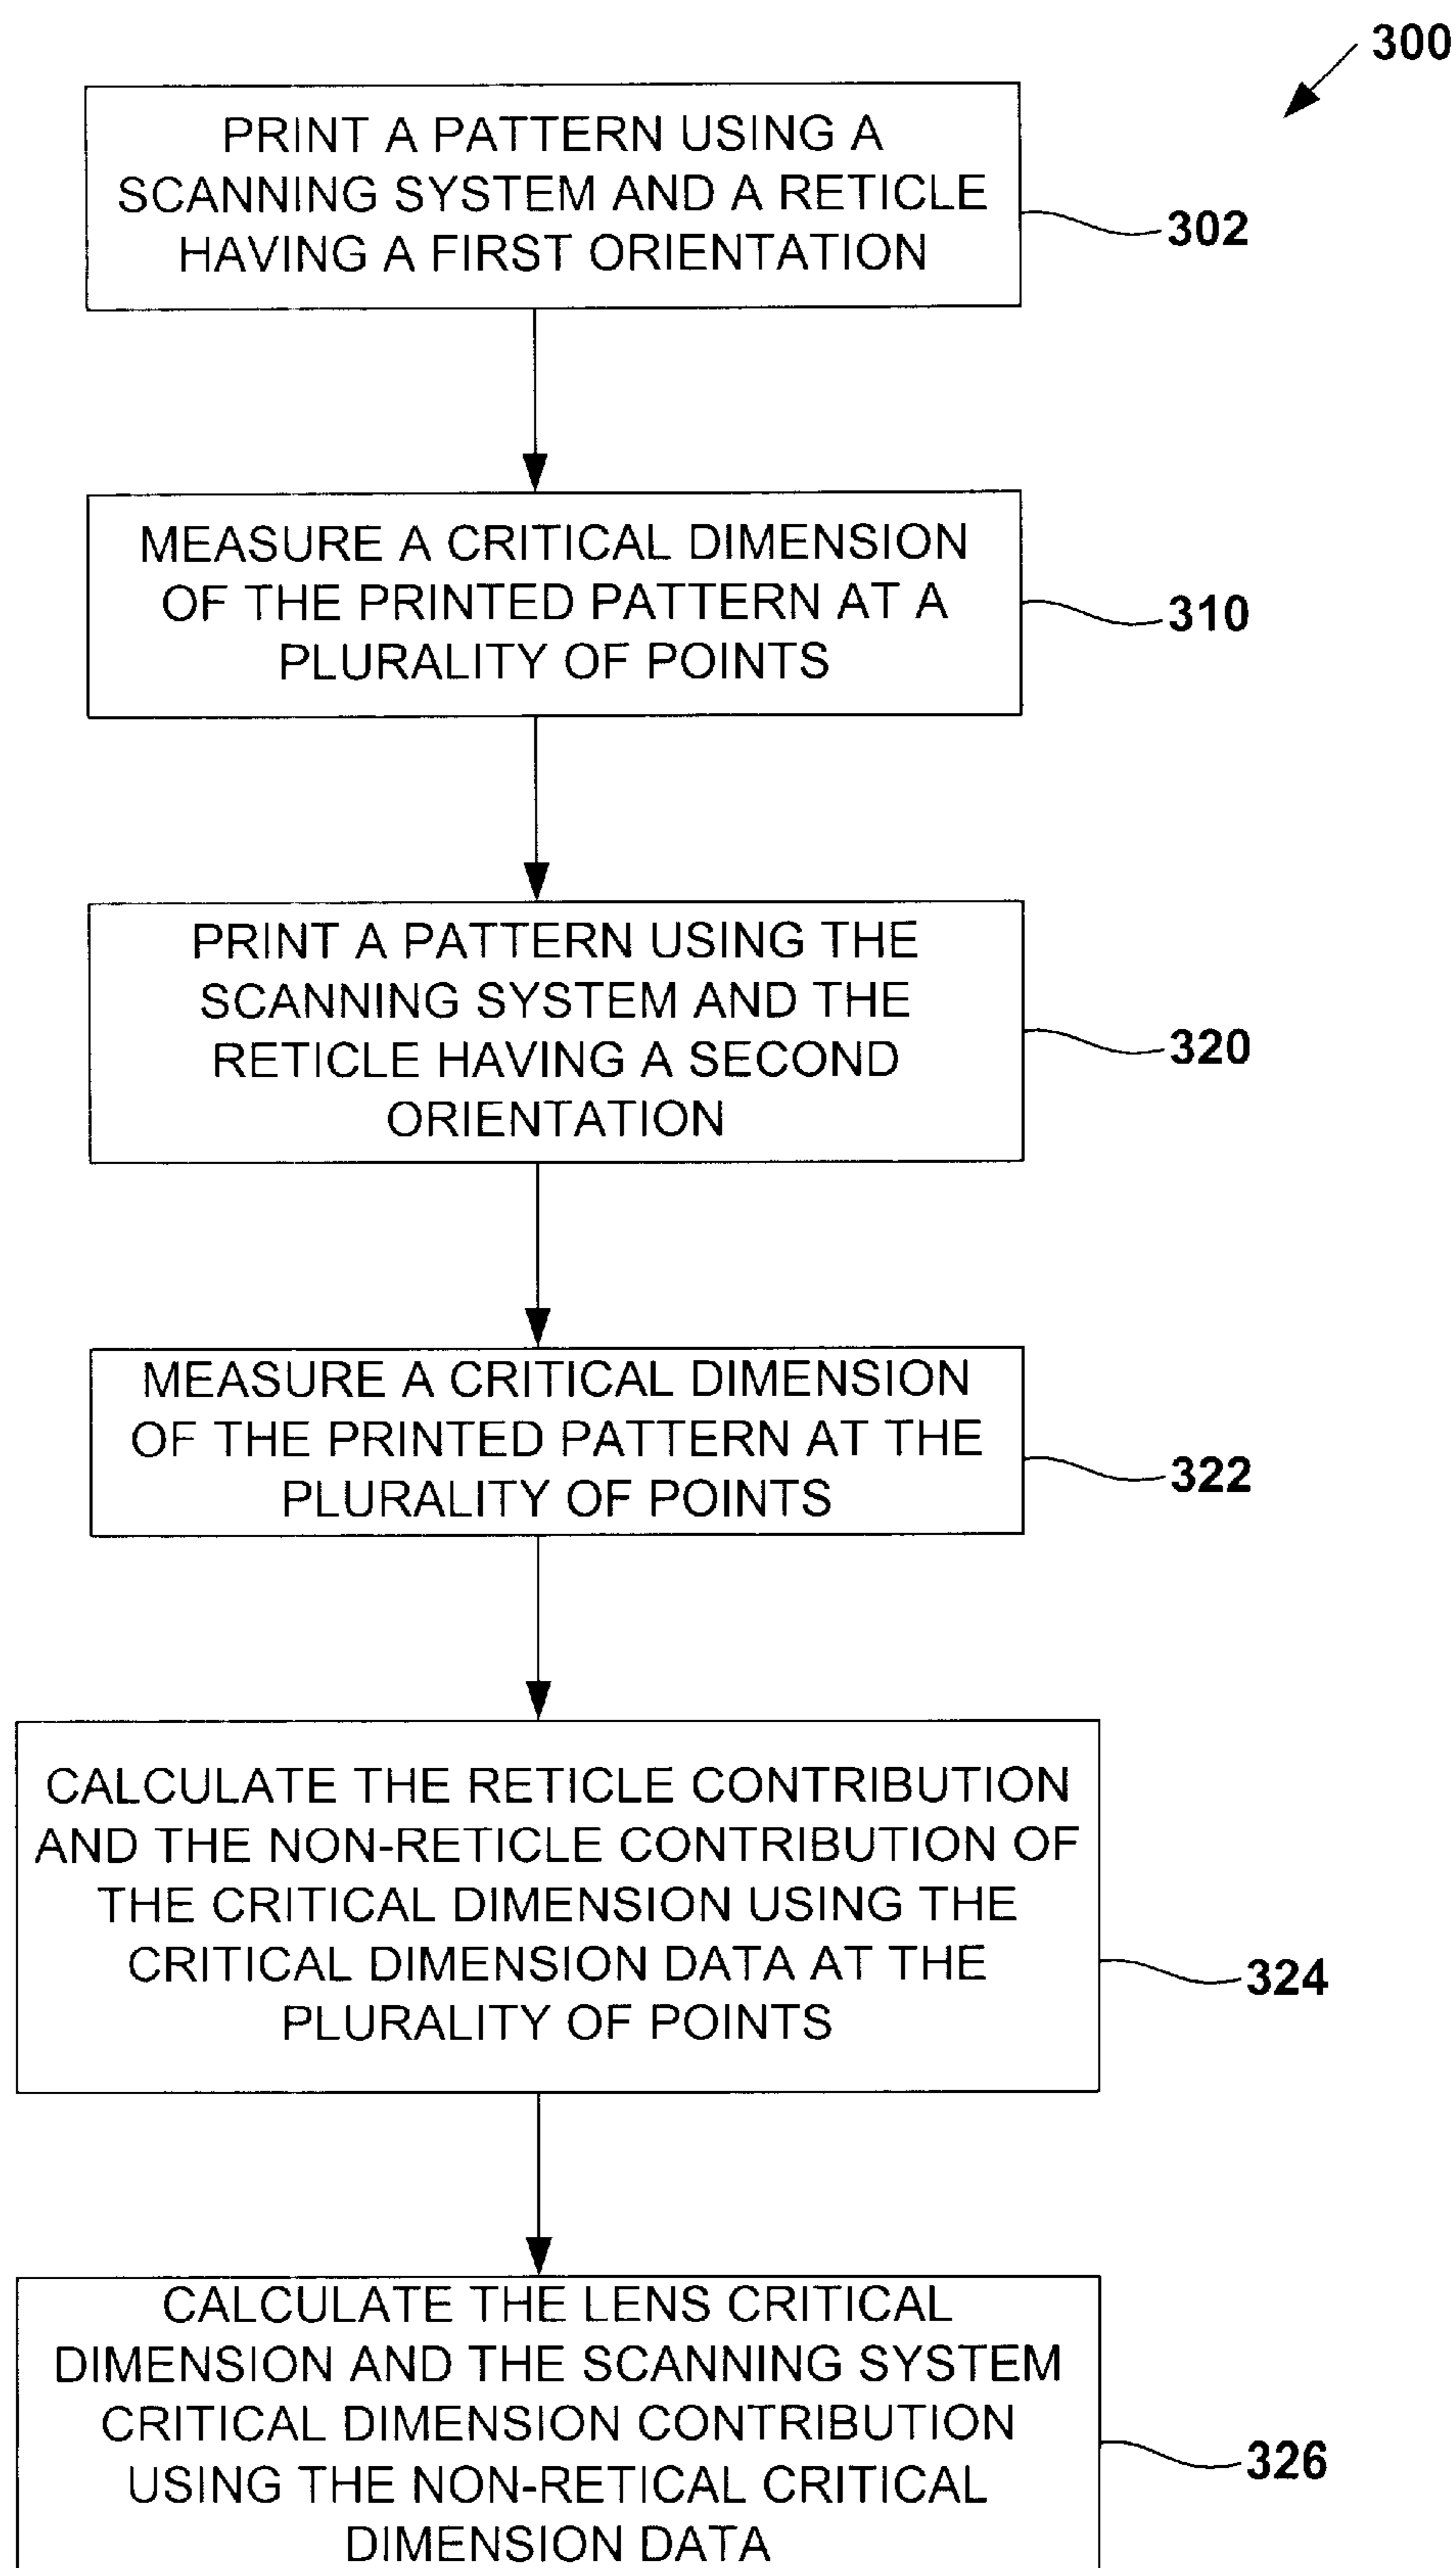 300
PRINT A PATTERN USING A
SCANNING SYSTEM AND A RETICLE
HAVING A FIRST ORIENTATION
302
MEASURE A CRITICAL DIMENSION
OF THE PRINTED PATTERN AT A
PLURALITY OF POINTS
310
PRINT A PATTERN USING THE
SCANNING SYSTEM AND THE
RETICLE HAVING A SECOND
ORIENTATION
320
MEASURE A CRITICAL DIMENSION
OF THE PRINTED PATTERN AT THE
PLURALITY OF POINTS
322
CALCULATE THE RETICLE CONTRIBUTION
AND THE NON-RETICLE CONTRIBUTION OF
THE CRITICAL DIMENSION USING THE
CRITICAL DIMENSION DATA AT THE
PLURALITY OF POINTS
324
CALCULATE THE LENS CRITICAL
DIMENSION AND THE SCANNING SYSTEM
CRITICAL DIMENSION CONTRIBUTION
USING THE NON-RETICAL CRITICAL
DIMENSION DATA
326